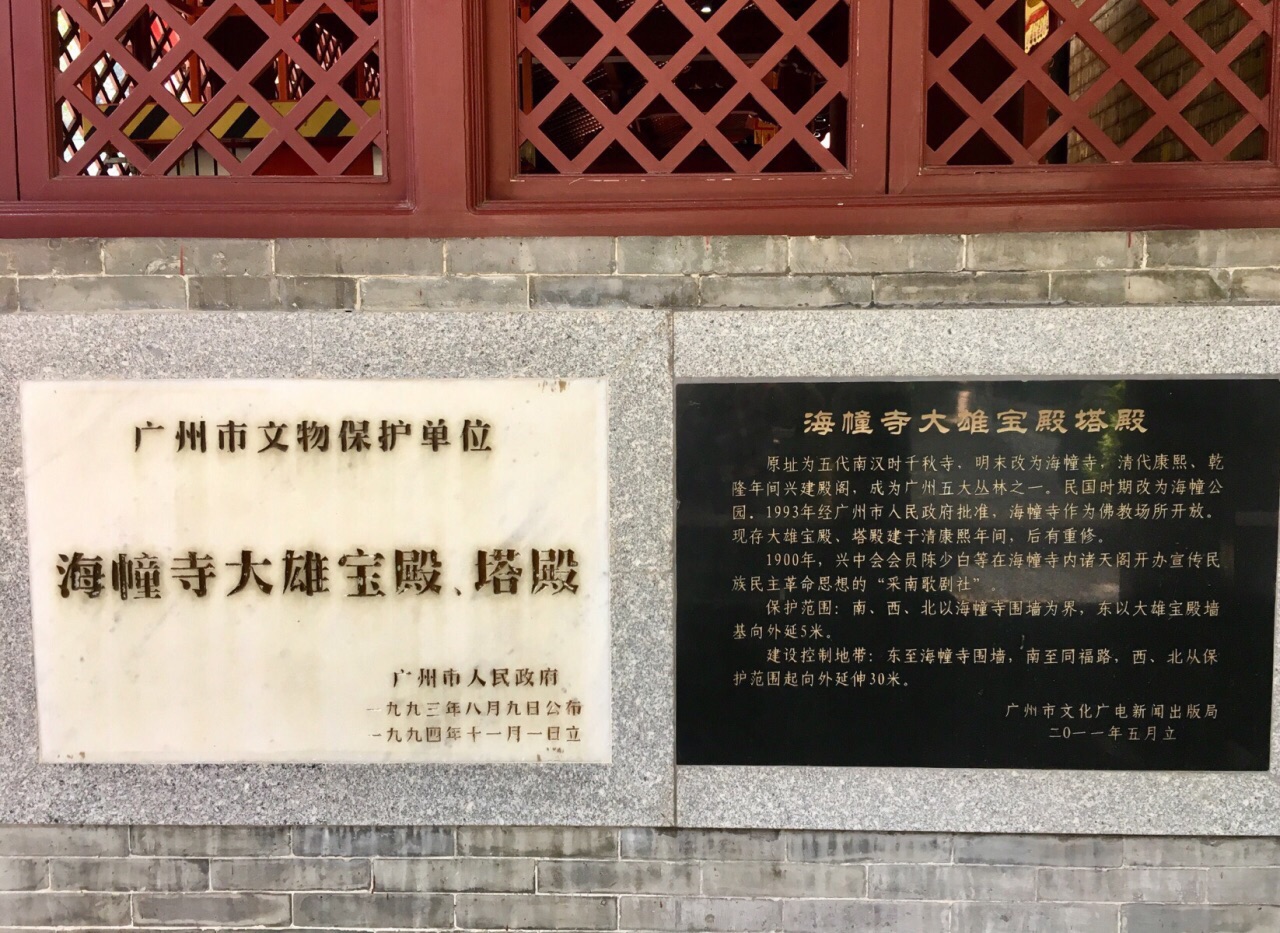 广州市文物保护单位
海幢寺大雄宝殿、塔殿
广州市人民政府
一九九三年八月九日公布
一九九四年十一月一日立
海幢寺大雄宝殿塔殿
原址为五代南汉时千秋寺，明末改为海幢寺，清代康熙、乾
隆年间兴建殿阁，成为广州五大丛林之一。民国时期改为海幢公
园。1993年经广州市人民政府批准，海幢寺作为佛教场所开放。
现存大雄宝殿、塔殿建于清康熙年间，后有重修。
1900年，兴中会会员陈少白等在海幢寺内诸天阁开办宣传民
族民主革命思想的“采南歌剧社”
保护范围：南、西、北以海幢寺围墙为界，东以大雄宝殿墙
基向外延5米。
建设控制地带：东至海幢寺围墙，南至同福路，西、北从保
护范围起向外延伸30米。
广州市文化广电新闻出版局
二〇一一年五月立